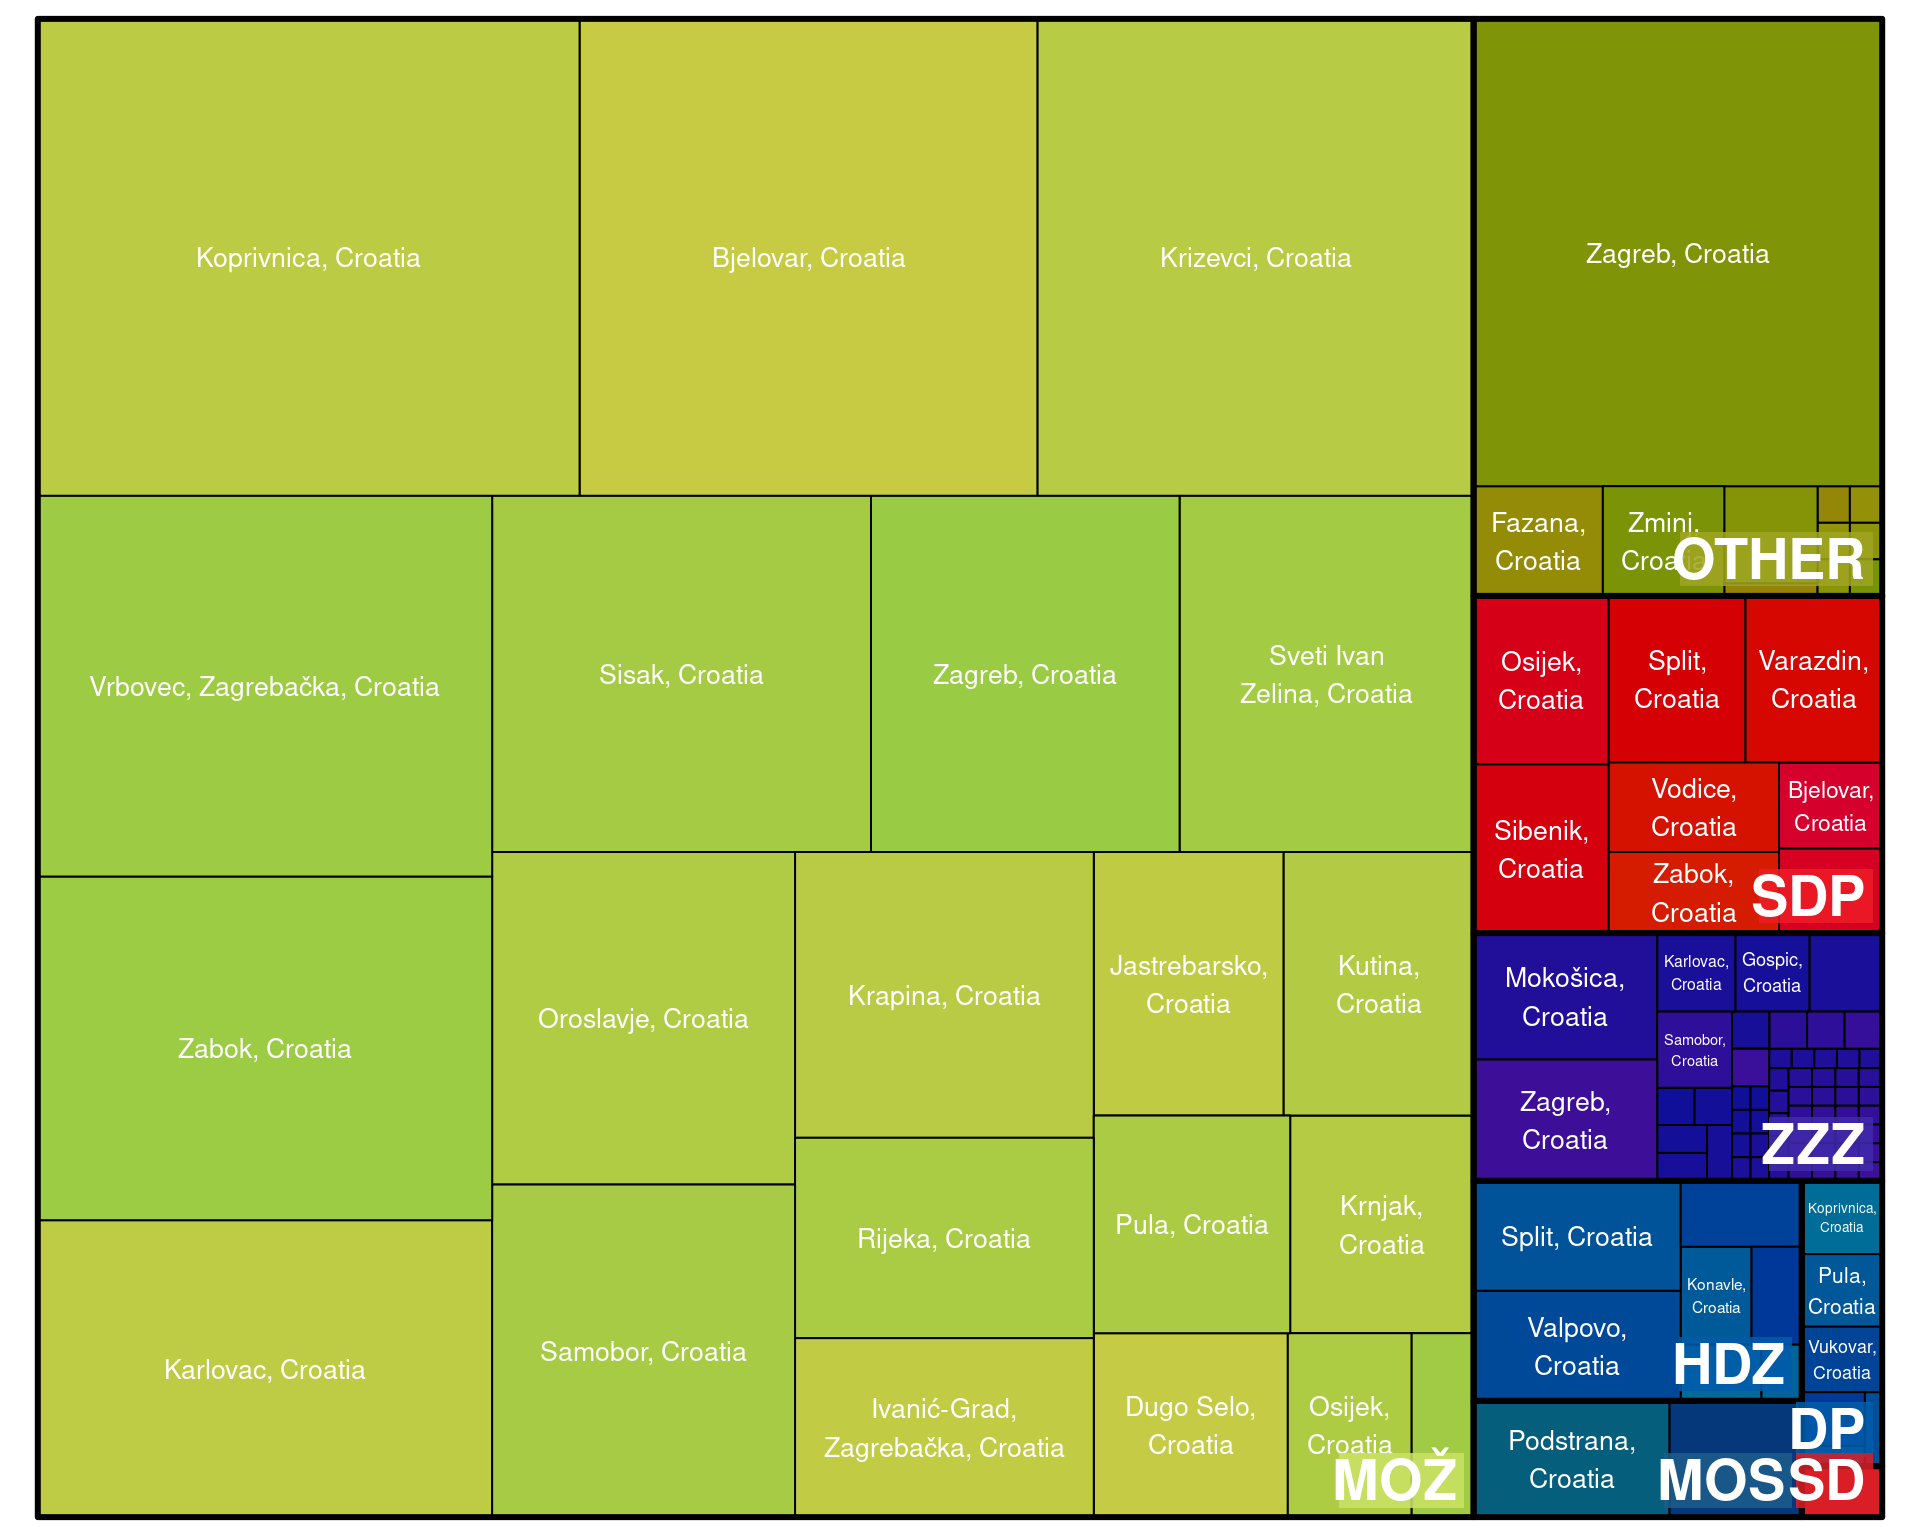 Koprivnica, Croatia
Bjelovar, Croatia
Krizevci, Croatia
Vrbovec, Zagrebačka, Croatia
Sisak, Croatia
Zagreb, Croatia
Sveti Ivan
Zelina, Croatia
Zabok, Croatia
Oroslavje, Croatia
Krapina, Croatia
Jastrebarsko,
Croatia
Kutina,
Croatia
Karlovac, Croatia
Samobor, Croatia
Rijeka, Croatia
Pula, Croatia
Krnjak,
Croatia
Ivanić-Grad,
Zagrebačka, Croatia
Dugo Selo,
Croatia
Osijek,
Croatia
MOŽ
Zagreb, Croatia
Fazana,
Croatia
Zmini,
Croatia
OTHER
Osijek,
Croatia
Split,
Croatia
Varazdin,
Croatia
Sibenik,
Croatia
Vodice,
Croatia
Bjelovar,
Croatia
Zabok,
Croatia
SDP
Mokošica,
Croatia
Karlovac,
Croatia
Gospic,
Croatia
Samobor,
Croatia
Zagreb,
Croatia
ZZZ
Split, Croatia
Konavle,
Croatia
Valpovo,
Croatia
HDZ
Koprivnica,
Croatia
Pula,
Croatia
Vukovar,
Croatia
DP
Podstrana,
Croatia
MOS
SD